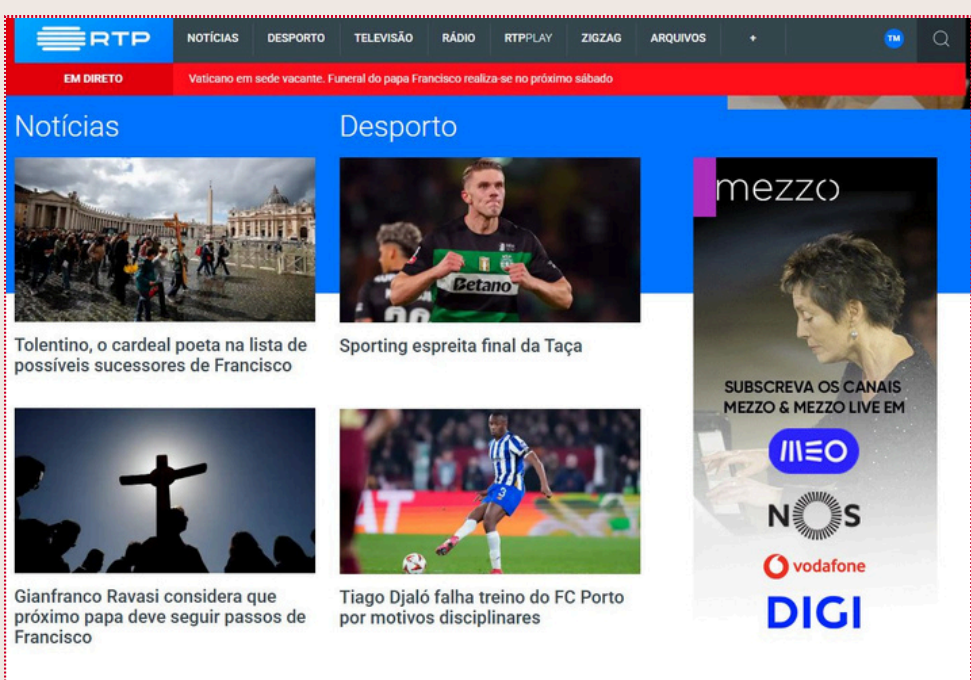 RTP
NOTÍCIAS DESPORTO TELEVISÃO RÁDIO RTPPLAY ZIGZAG ARQUIVOS +
TM
EM DIRETO
Vaticano em sede vacante. Funeral do papa Francisco realiza-se no próximo sábado
Notícias
Tolentino, o cardeal poeta na lista de
possíveis sucessores de Francisco
Gianfranco Ravasi considera que
próximo papa deve seguir passos de
Francisco
Desporto
Betano
Sporting espreita final da Taça
Tiago Djaló falha treino do FC Porto
por motivos disciplinares
mezzo
SUBSCREVA OS CANAIS
MEZZO & MEZZO LIVE EM
MEO
NOS
vodafone
DIGI